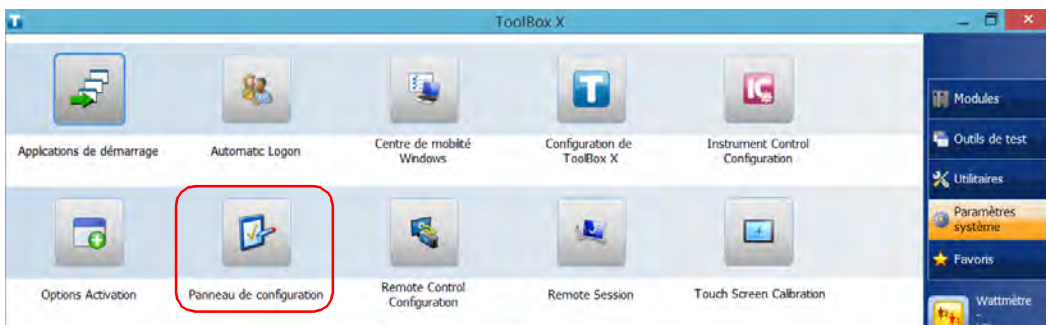 ToolBox X
Applications de démarrage
Automatic Logon
Centre de mobilité
Windows
Configuration de
ToolBox X
Instrument Control
Configuration
Options Activation
Panneau de configuration
Remote Control
Configuration
Remote Session
Touch Screen Calibration
Modules
Outils de test
Utilitaires
Paramètres
système
Favoris
Wattmètre
-